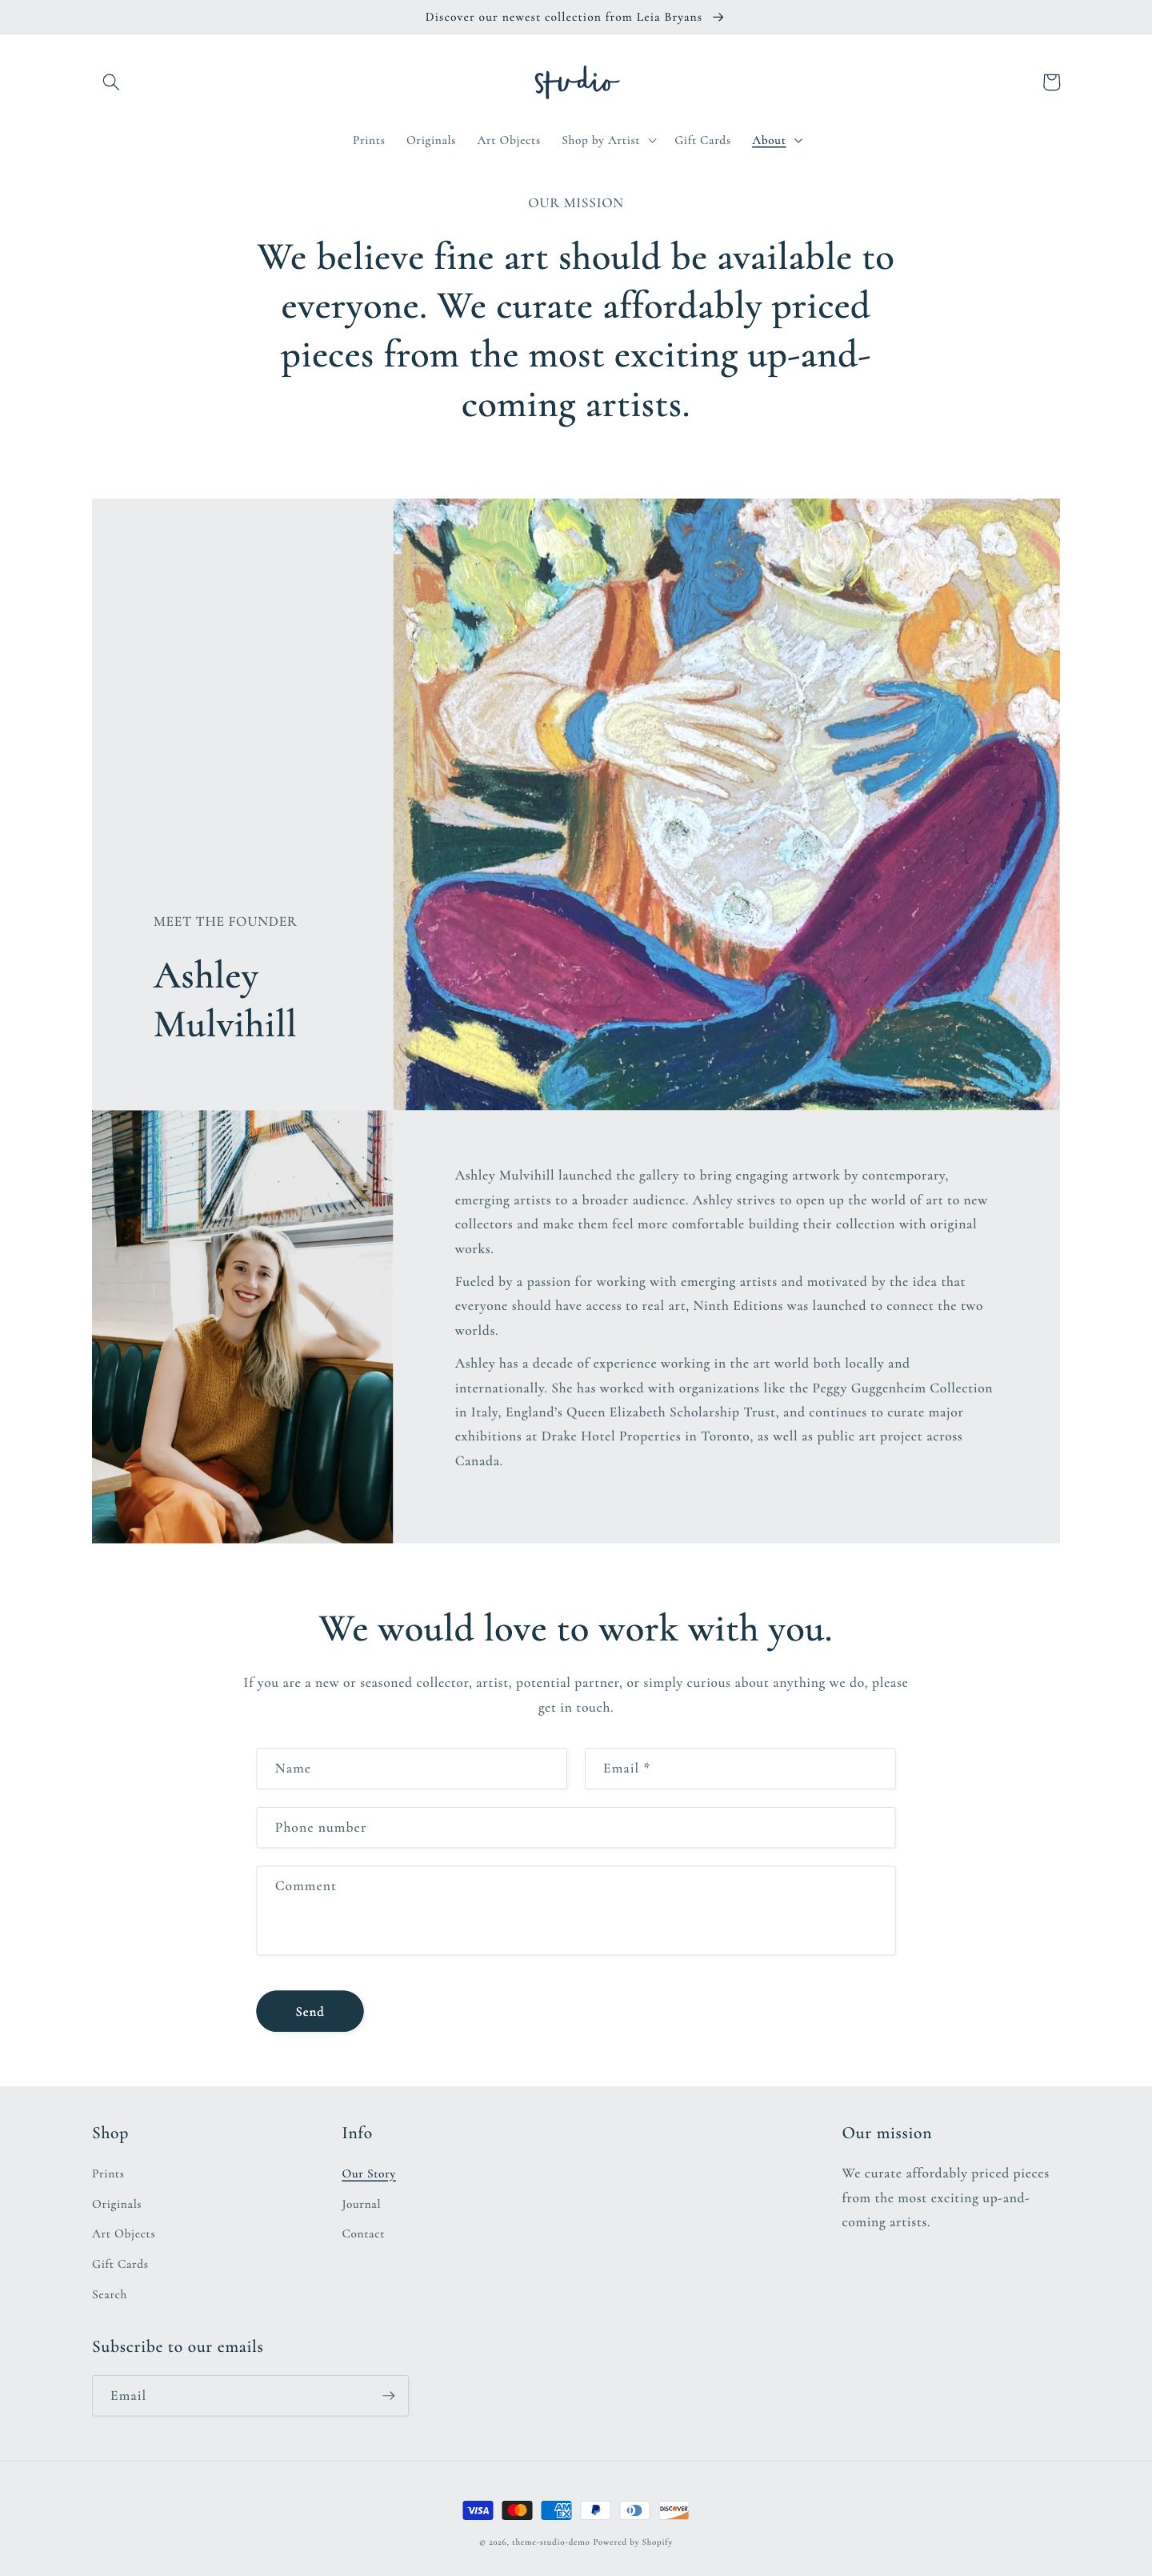 Discover our newest collection from Leia Bryans
studio
Prints Originals Art Objects Shop by Artist Gift Cards About
OUR MISSION
We believe fine art should be available to
everyone. We curate affordably priced
pieces from the most exciting up-and-
coming artists.
MEET THE FOUNDER
Ashley
Mulvihill
Ashley Mulvihill launched the gallery to bring engaging artwork by contemporary,
emerging artists to a broader audience. Ashley strives to open up the world of art to new
collectors and make them feel more comfortable building their collection with original
works.
Fueled by a passion for working with emerging artists and motivated by the idea that
everyone should have access to real art, Ninth Editions was launched to connect the two
worlds.
Ashley has a decade of experience working in the art world both locally and
internationally. She has worked with organizations like the Peggy Guggenheim Collection
in Italy, England’s Queen Elizabeth Scholarship Trust, and continues to curate major
exhibitions at Drake Hotel Properties in Toronto, as well as public art project across
Canada.
We would love to work with you.
If you are a new or seasoned collector, artist, potential partner, or simply curious about anything we do, please
get in touch.
Name
Email *
Phone number
Comment
Send
Shop
Prints
Originals
Art Objects
Gift Cards
Search
Info
Our Story
Journal
Contact
Our mission
We curate affordably priced pieces
from the most exciting up-and-
coming artists.
Subscribe to our emails
Email
VISA AMEX DISCOVER
© 2026, theme-studio-demo Powered by Shopify